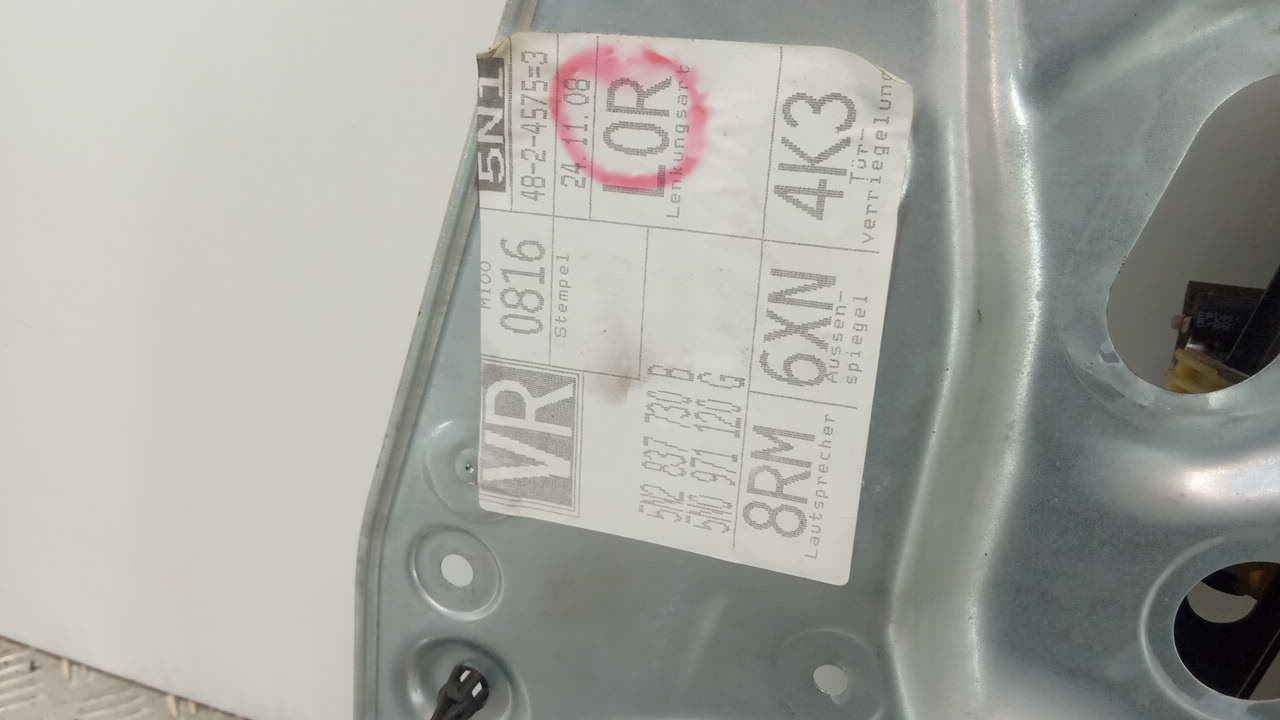 5N1
48-2-4575=3
24.11.08
L0R
Lenkungsart
4K3
Tür-
verriegelung
M100
0816
Stempel
6XN
Aussen-
spiegel
VR
5N2 837 730 B
5N0 971 120 G
8RM
Lautsprecher